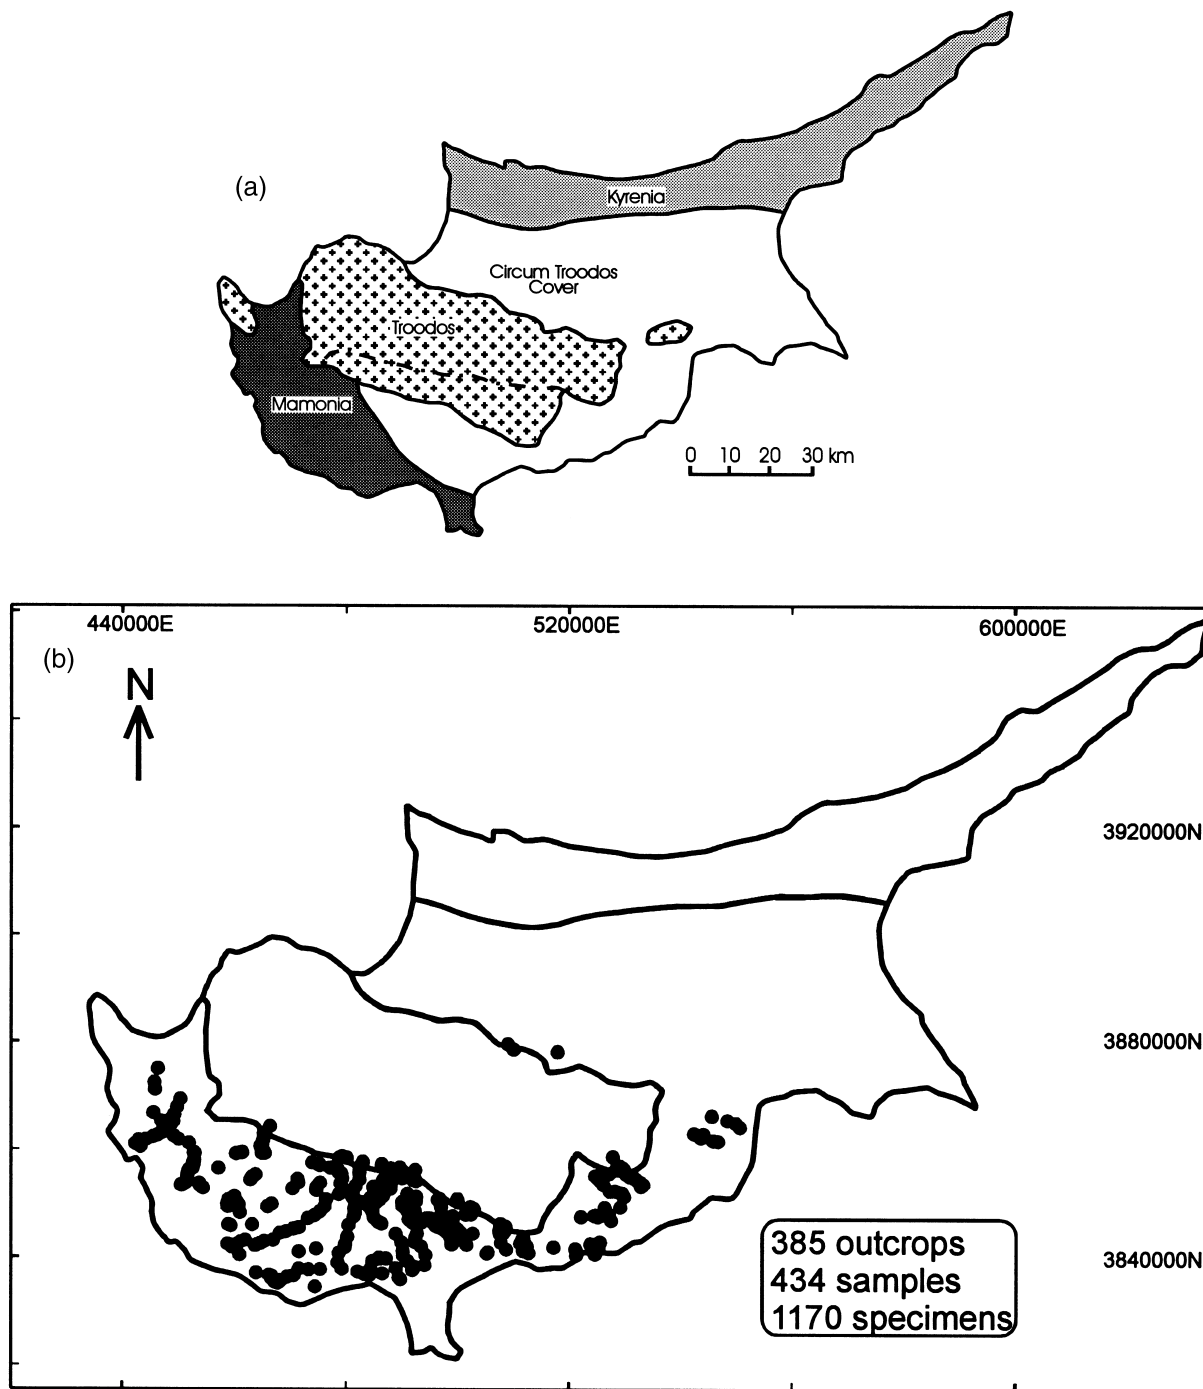 (a)
Kyrenia
Circum Troodos
Cover
Troodos
Mamonia
0 10 20 30 km
440000E 520000E 600000E
(b)
N
3920000N
3880000N
3840000N
385 outcrops
434 samples
1170 specimens